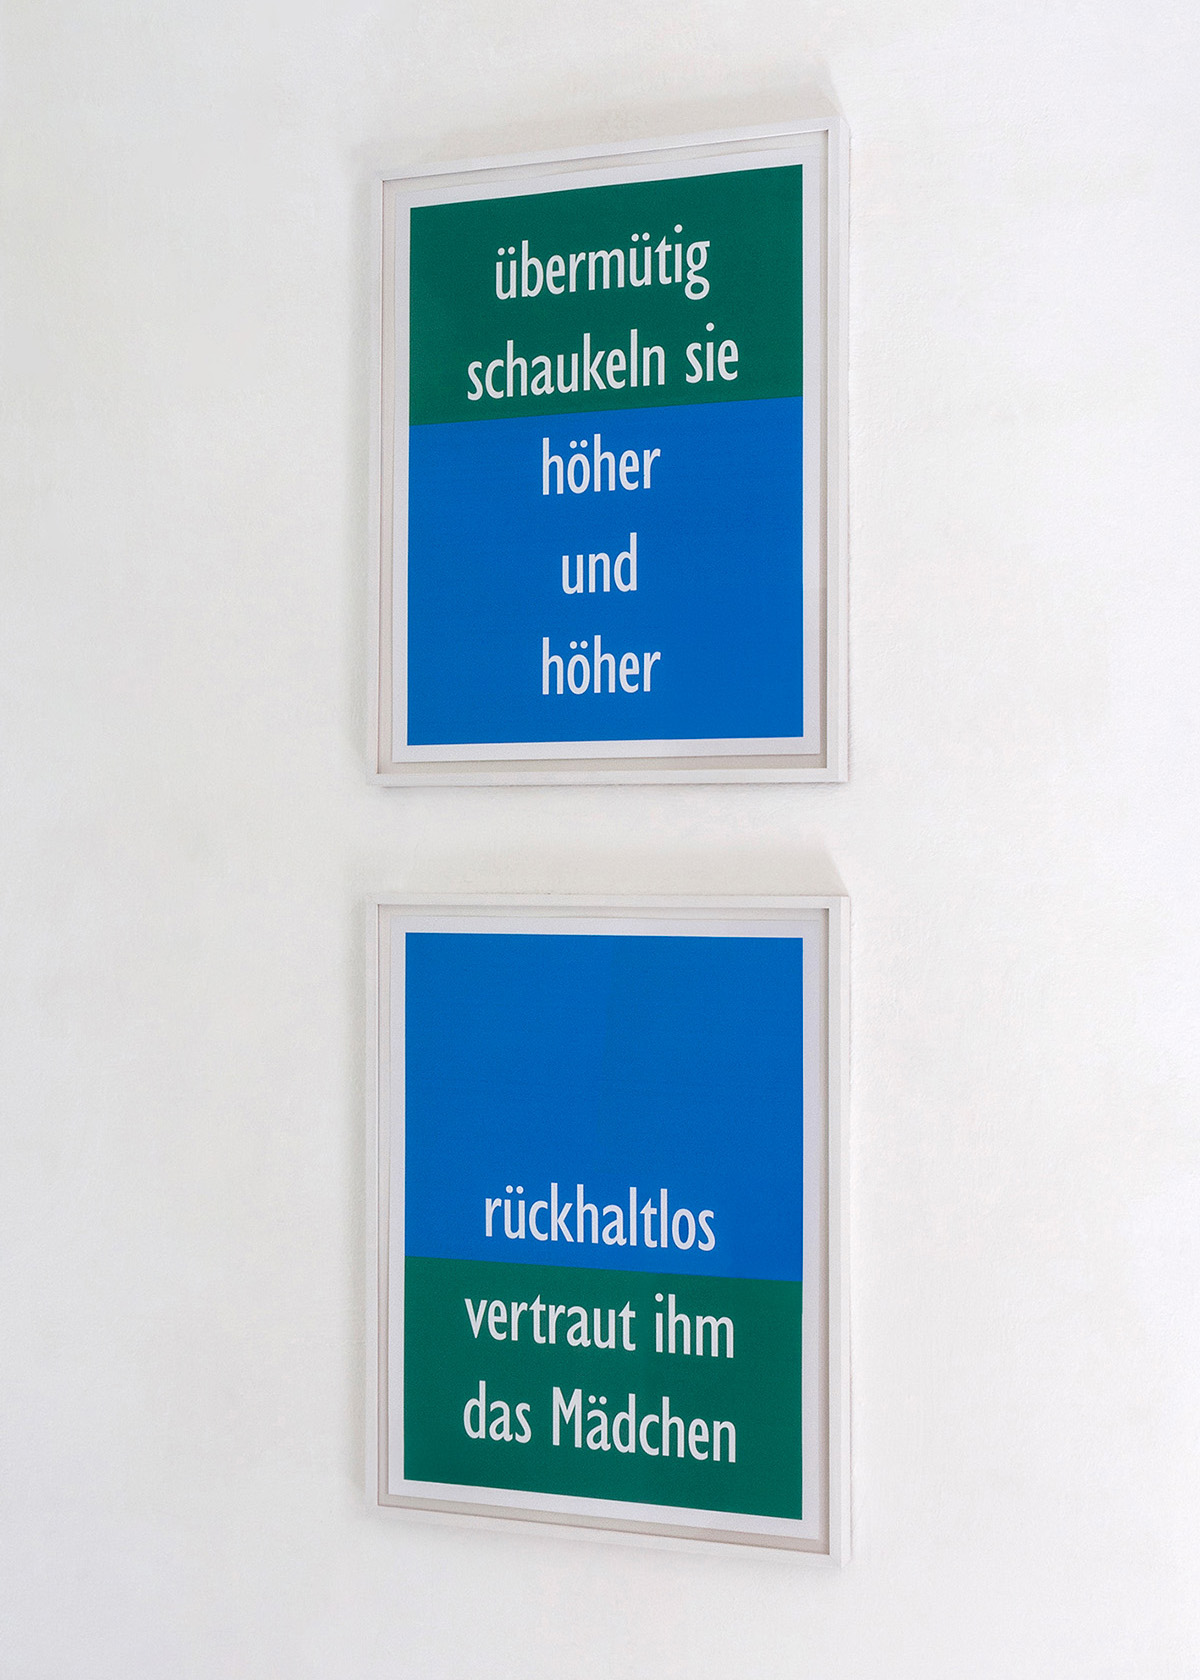 übermütig
schaukeln sie
höher
und
höher
rückhaltlos
vertraut ihm
das Mädchen